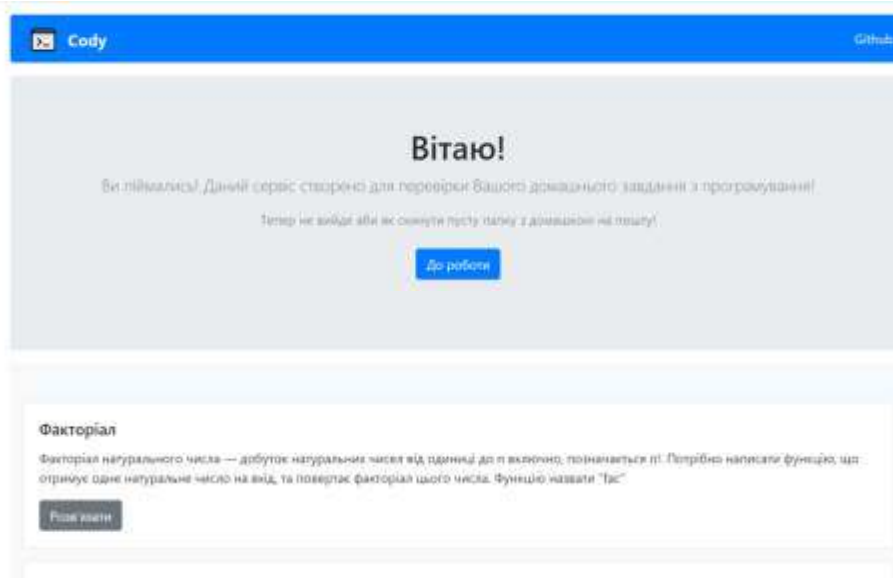 Cody
Github
Вітаю!
Ви піймались! Даний сервіс створено для перевірки Вашого домашнього завдання з програмування!
Тепер не вийде аби як скинути пусту папку з домашкою на пошту!
До роботи
Факторіал
Факторіал натурального числа — добуток натуральних чисел від одиниці до n включно, позначається n!. Потрібно написати функцію, що
отримує одне натуральне число на вхід, та повертає факторіал цього числа. Функцію назвати "fac"
Розв'язати